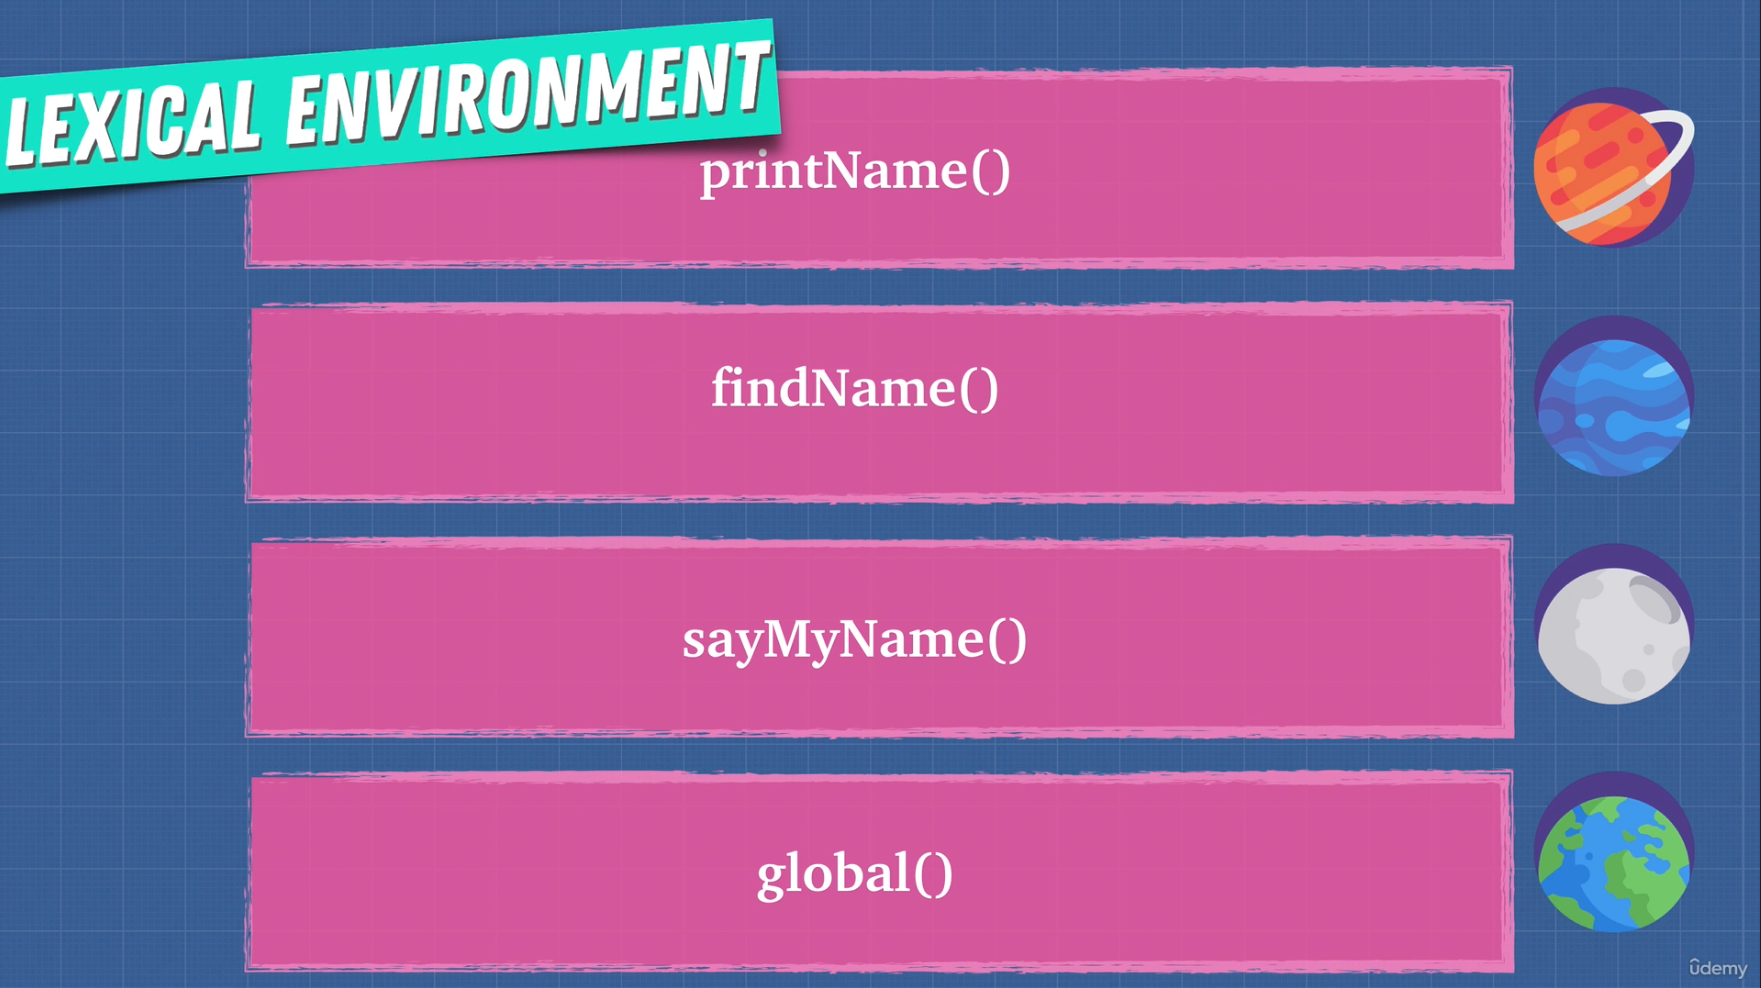 LEXICAL ENVIRONMENT
printName()
findName()
sayMyName()
global()
ûdemy